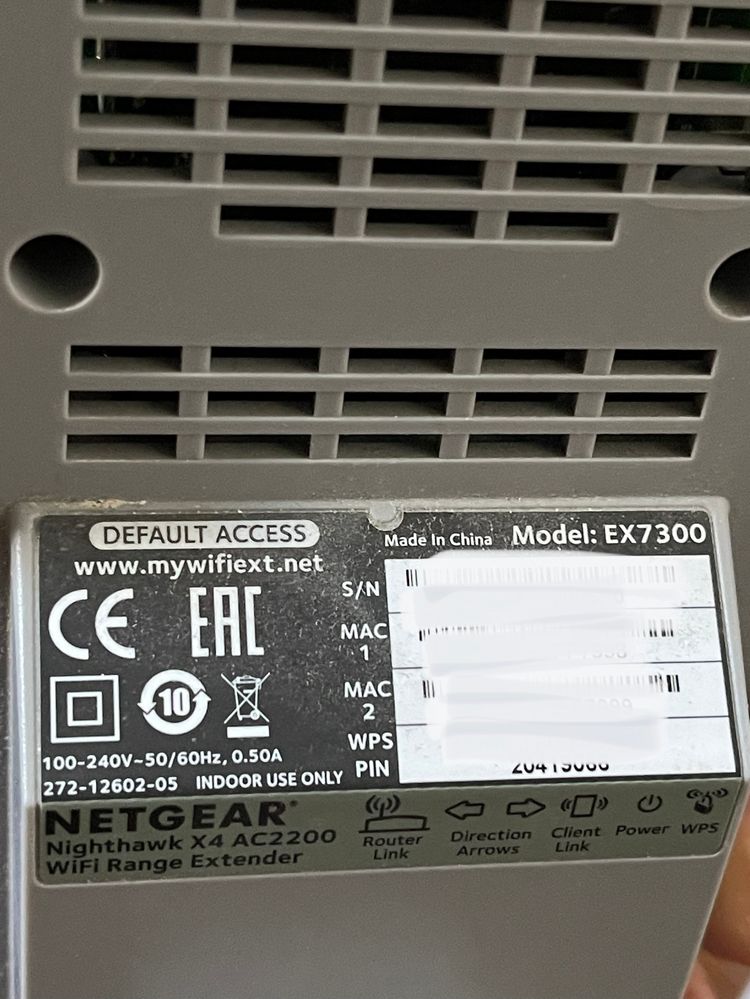 DEFAULT ACCESS
www.mywifiext.net
Made In China
Model: EX7300
CE
EAC
10
S/N
MAC
1
MAC
2
WPS
PIN
100-240V~50/60Hz, 0.50A
272-12602-05 INDOOR USE ONLY
NETGEAR®
Nighthawk X4 AC2200
WiFi Range Extender
Router
Link
Direction
Arrows
Client
Link
Power
WPS